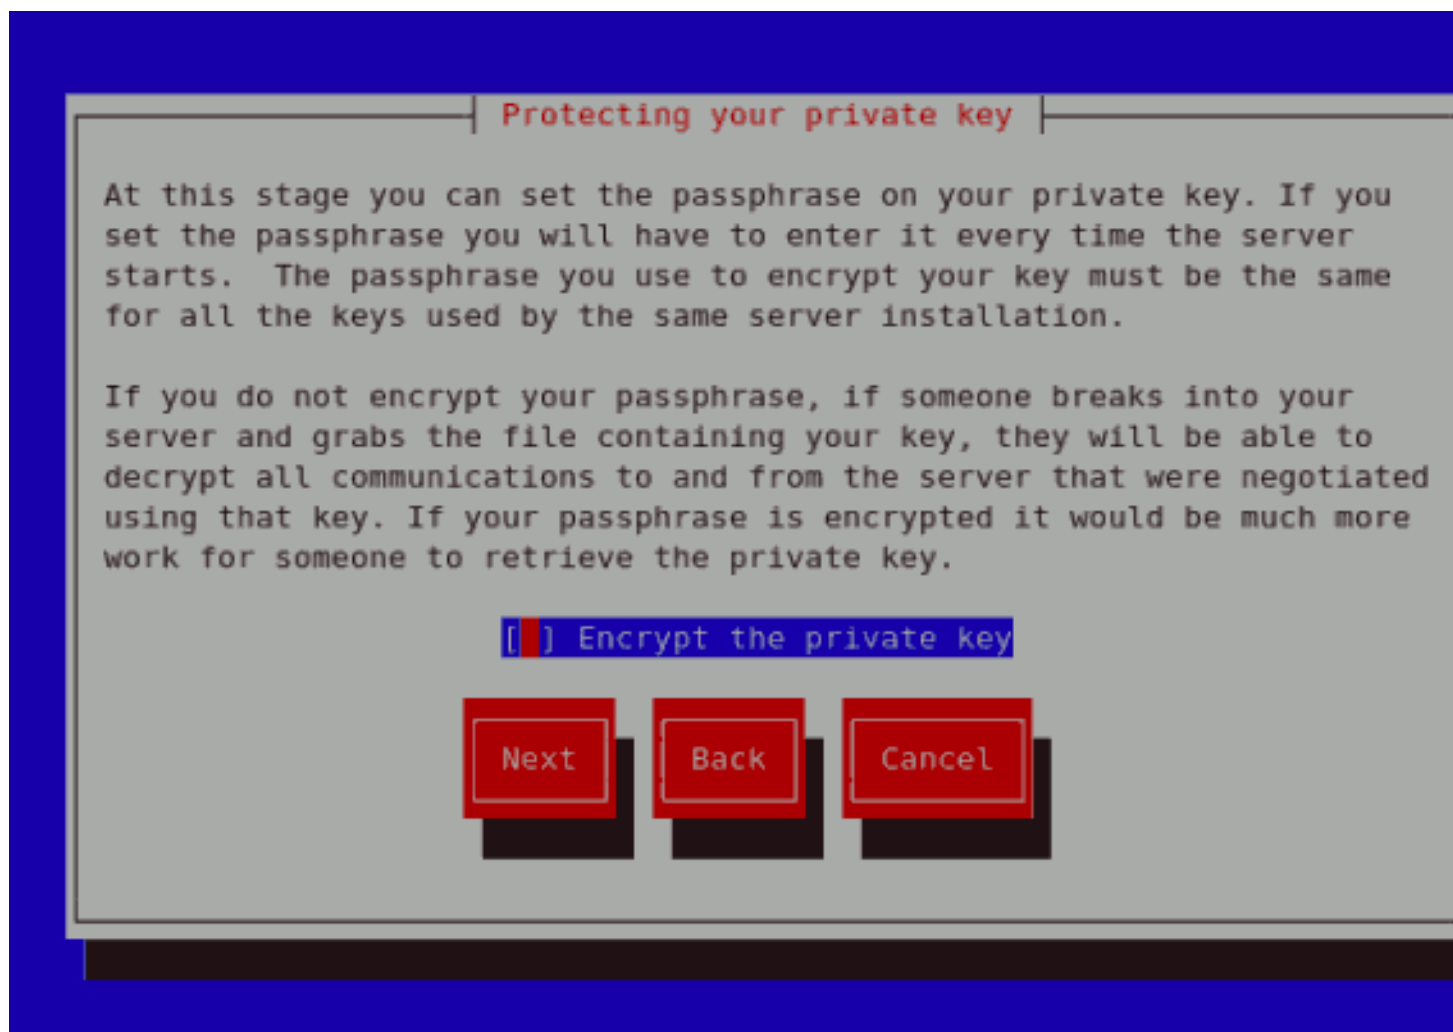 Protecting your private key
At this stage you can set the passphrase on your private key. If you
set the passphrase you will have to enter it every time the server
starts.  The passphrase you use to encrypt your key must be the same
for all the keys used by the same server installation.
If you do not encrypt your passphrase, if someone breaks into your
server and grabs the file containing your key, they will be able to
decrypt all communications to and from the server that were negotiated
using that key. If your passphrase is encrypted it would be much more
work for someone to retrieve the private key.
[ ] Encrypt the private key
Next Back Cancel